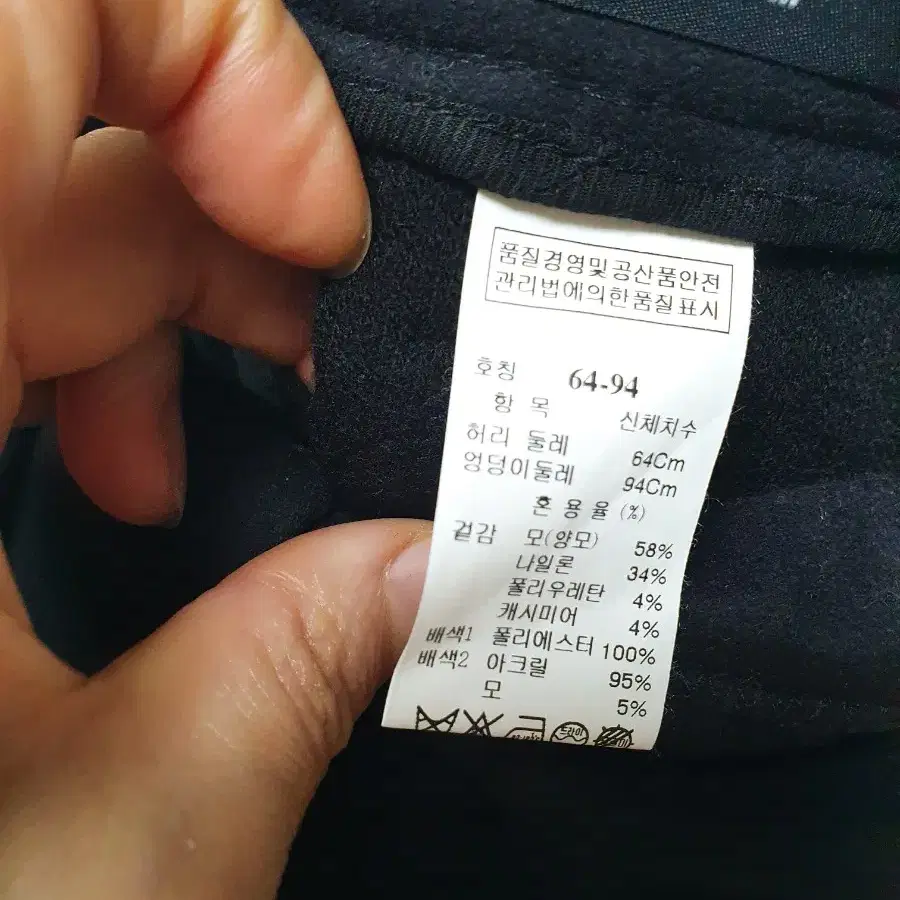 품질경영및공산품안전
관리법에의한품질표시
호칭 64-94
항 목 신체치수
허리 둘레 64Cm
엉덩이둘레 94Cm
혼 용 율 (%)
겉감 모(양모) 58%
나일론 34%
폴리우레탄 4%
캐시미어 4%
배색1 폴리에스터 100%
배색2 아크릴 95%
모 5%
드라이